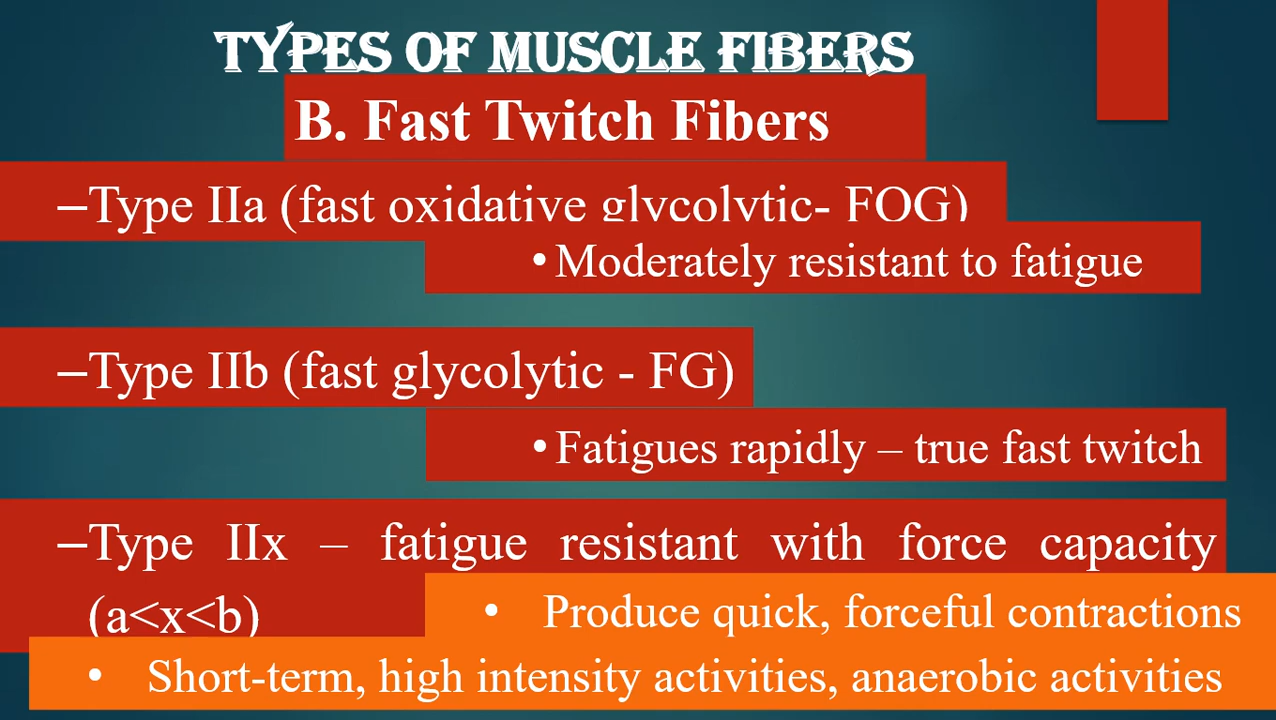 TYPES OF MUSCLE FIBERS
B. Fast Twitch Fibers
–Type IIa (fast oxidative glycolytic- FOG)
•Moderately resistant to fatigue
–Type IIb (fast glycolytic - FG)
•Fatigues rapidly – true fast twitch
–Type IIx – fatigue resistant with force capacity
(a<x<b)
• Produce quick, forceful contractions
• Short-term, high intensity activities, anaerobic activities